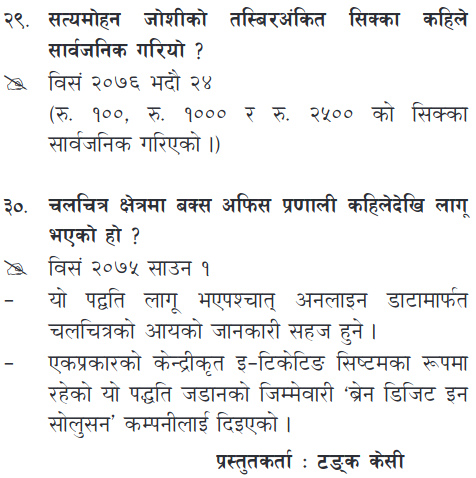 २९. सत्यमोहन जोशीको तस्बिरअंकित सिक्का कहिले
सार्वजनिक गरियो ?
विसं २०७६ भदौ २४
(रु. १००, रु. १००० र रु. २५०० को सिक्का
सार्वजनिक गरिएको ।)
३०. चलचित्र क्षेत्रमा बक्स अफिस प्रणाली कहिलेदेखि लागू
भएको हो ?
विसं २०७५ साउन १
– यो पद्वति लागू भएपश्चात् अनलाइन डाटामार्फत
चलचित्रको आयको जानकारी सहज हुने ।
– एकप्रकारको केन्द्रीकृत इ–टिकेटिङ सिष्टमका रूपमा
रहेको यो पद्धति जडानको जिम्मेवारी ‘ब्रेन डिजिट इन
सोलुसन’ कम्पनीलाई दिइएको ।
प्रस्तुतकर्ता : टङ्क केसी